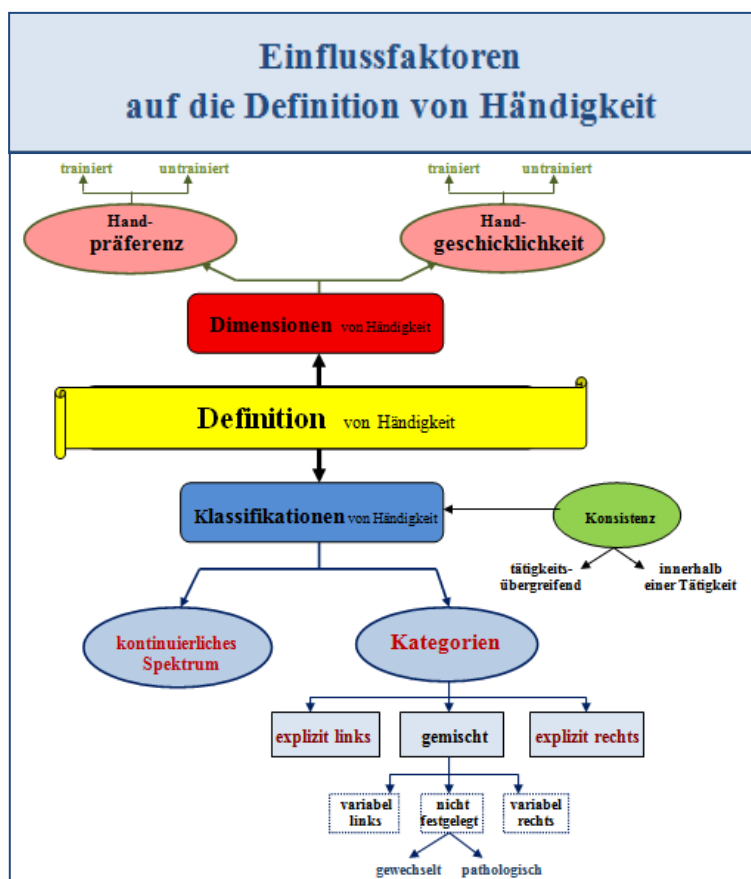 Einflussfaktoren
auf die Definition von Händigkeit
trainiert untrainiert
trainiert untrainiert
Hand-
präferenz
Hand-
geschicklichkeit
Dimensionen von Händigkeit
Definition von Händigkeit
Klassifikationen von Händigkeit
Konsistenz
tätigkeits-
übergreifend
innerhalb
einer Tätigkeit
kontinuierliches
Spektrum
Kategorien
explizit links
gemischt
explizit rechts
variabel
links
nicht
festgelegt
variabel
rechts
gewechselt
pathologisch